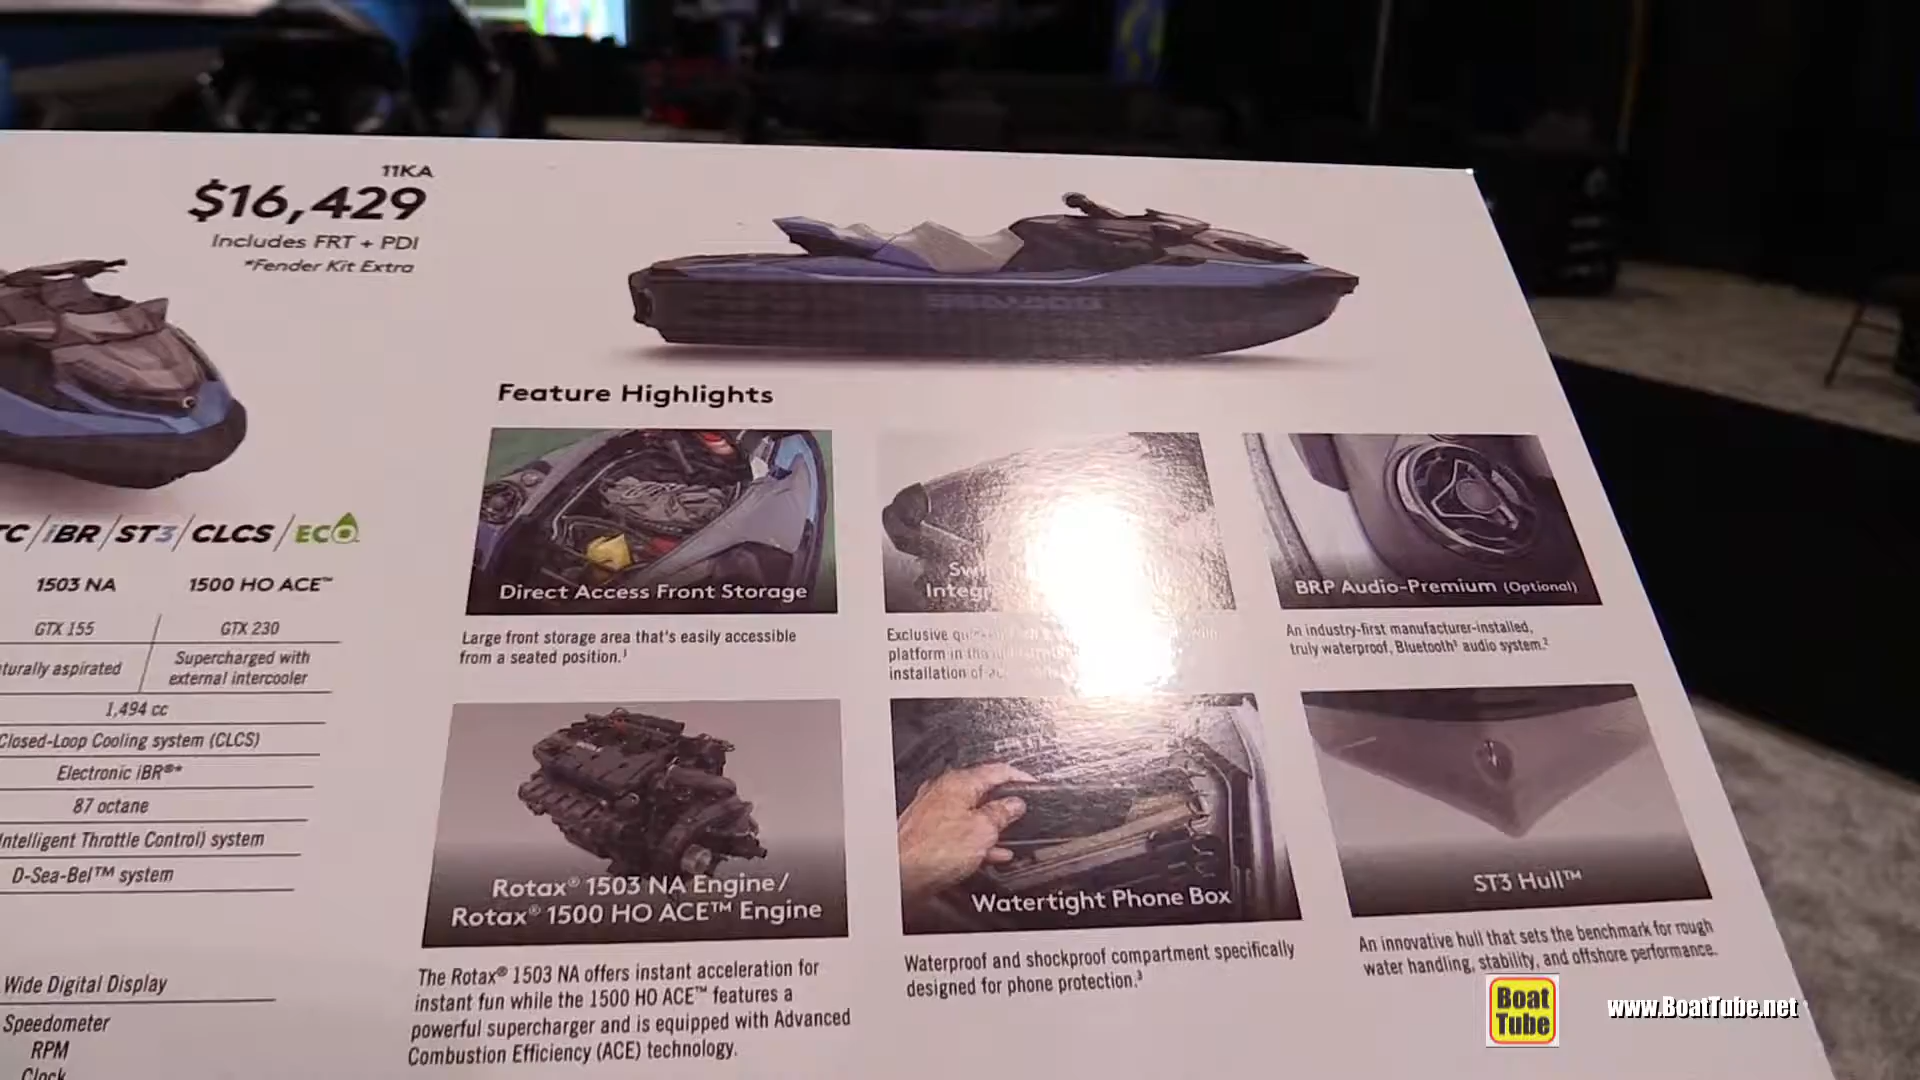 11KA
$16,429
Includes FRT + PDI
*Fender Kit Extra
SEA-DOO
TC/iBR/ST3/CLCS/ECO
1503 NA
1500 HO ACE™
GTX 155
GTX 230
aturally aspirated
Supercharged with
external intercooler
1,494 cc
Closed-Loop Cooling system (CLCS)
Electronic iBR®*
87 octane
Intelligent Throttle Control) system
D-Sea-Bel™ system
Wide Digital Display
Speedometer
RPM
Clock
Feature Highlights
Direct Access Front Storage
Large front storage area that's easily accessible
from a seated position.¹
Exclusive
platform in the
installation of
BRP Audio-Premium (Optional)
An industry-first manufacturer-installed,
truly waterproof, Bluetooth† audio system.²
Rotax® 1503 NA Engine/
Rotax® 1500 HO ACE™ Engine
The Rotax® 1503 NA offers instant acceleration for
instant fun while the 1500 HO ACE™ features a
powerful supercharger and is equipped with Advanced
Combustion Efficiency (ACE) technology.
Watertight Phone Box
Waterproof and shockproof compartment specifically
designed for phone protection.³
ST3 Hull™
An innovative hull that sets the benchmark for rough
water handling, stability, and offshore performance.
Boat
Tube
www.BoatTube.net